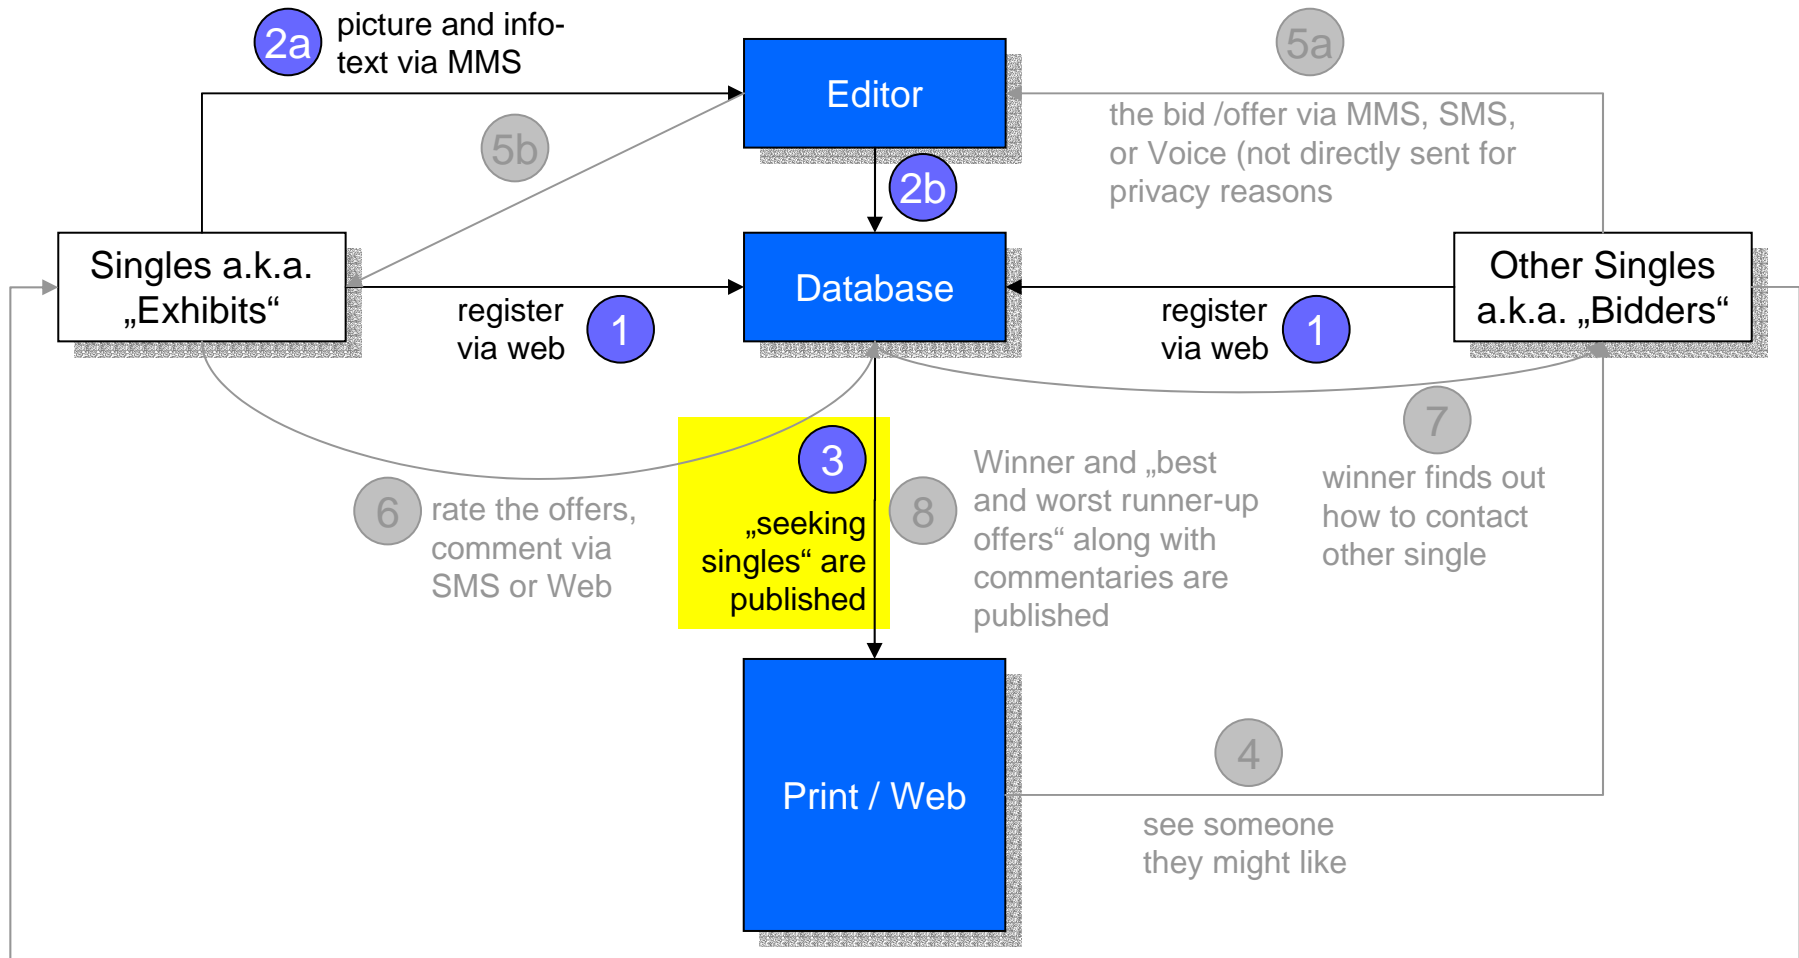 2a
picture and info-
text via MMS
Editor
5a
the bid /offer via MMS, SMS,
or Voice (not directly sent for
privacy reasons
5b
2b
Singles a.k.a.
„Exhibits“
Database
Other Singles
a.k.a. „Bidders“
register
via web
1
register
via web
1
3
„seeking
singles“ are
published
6
rate the offers,
comment via
SMS or Web
8
Winner and „best
and worst runner-up
offers“ along with
commentaries are
published
7
winner finds out
how to contact
other single
Print / Web
4
see someone
they might like